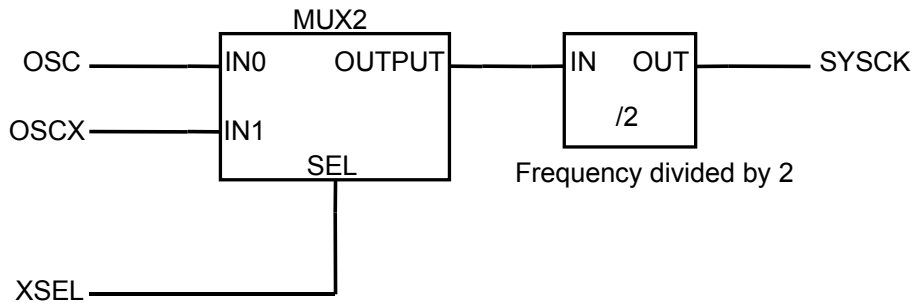 MUX2
OSC IN0 OUTPUT IN OUT SYSCK
/2
OSCX IN1
SEL
Frequency divided by 2
XSEL